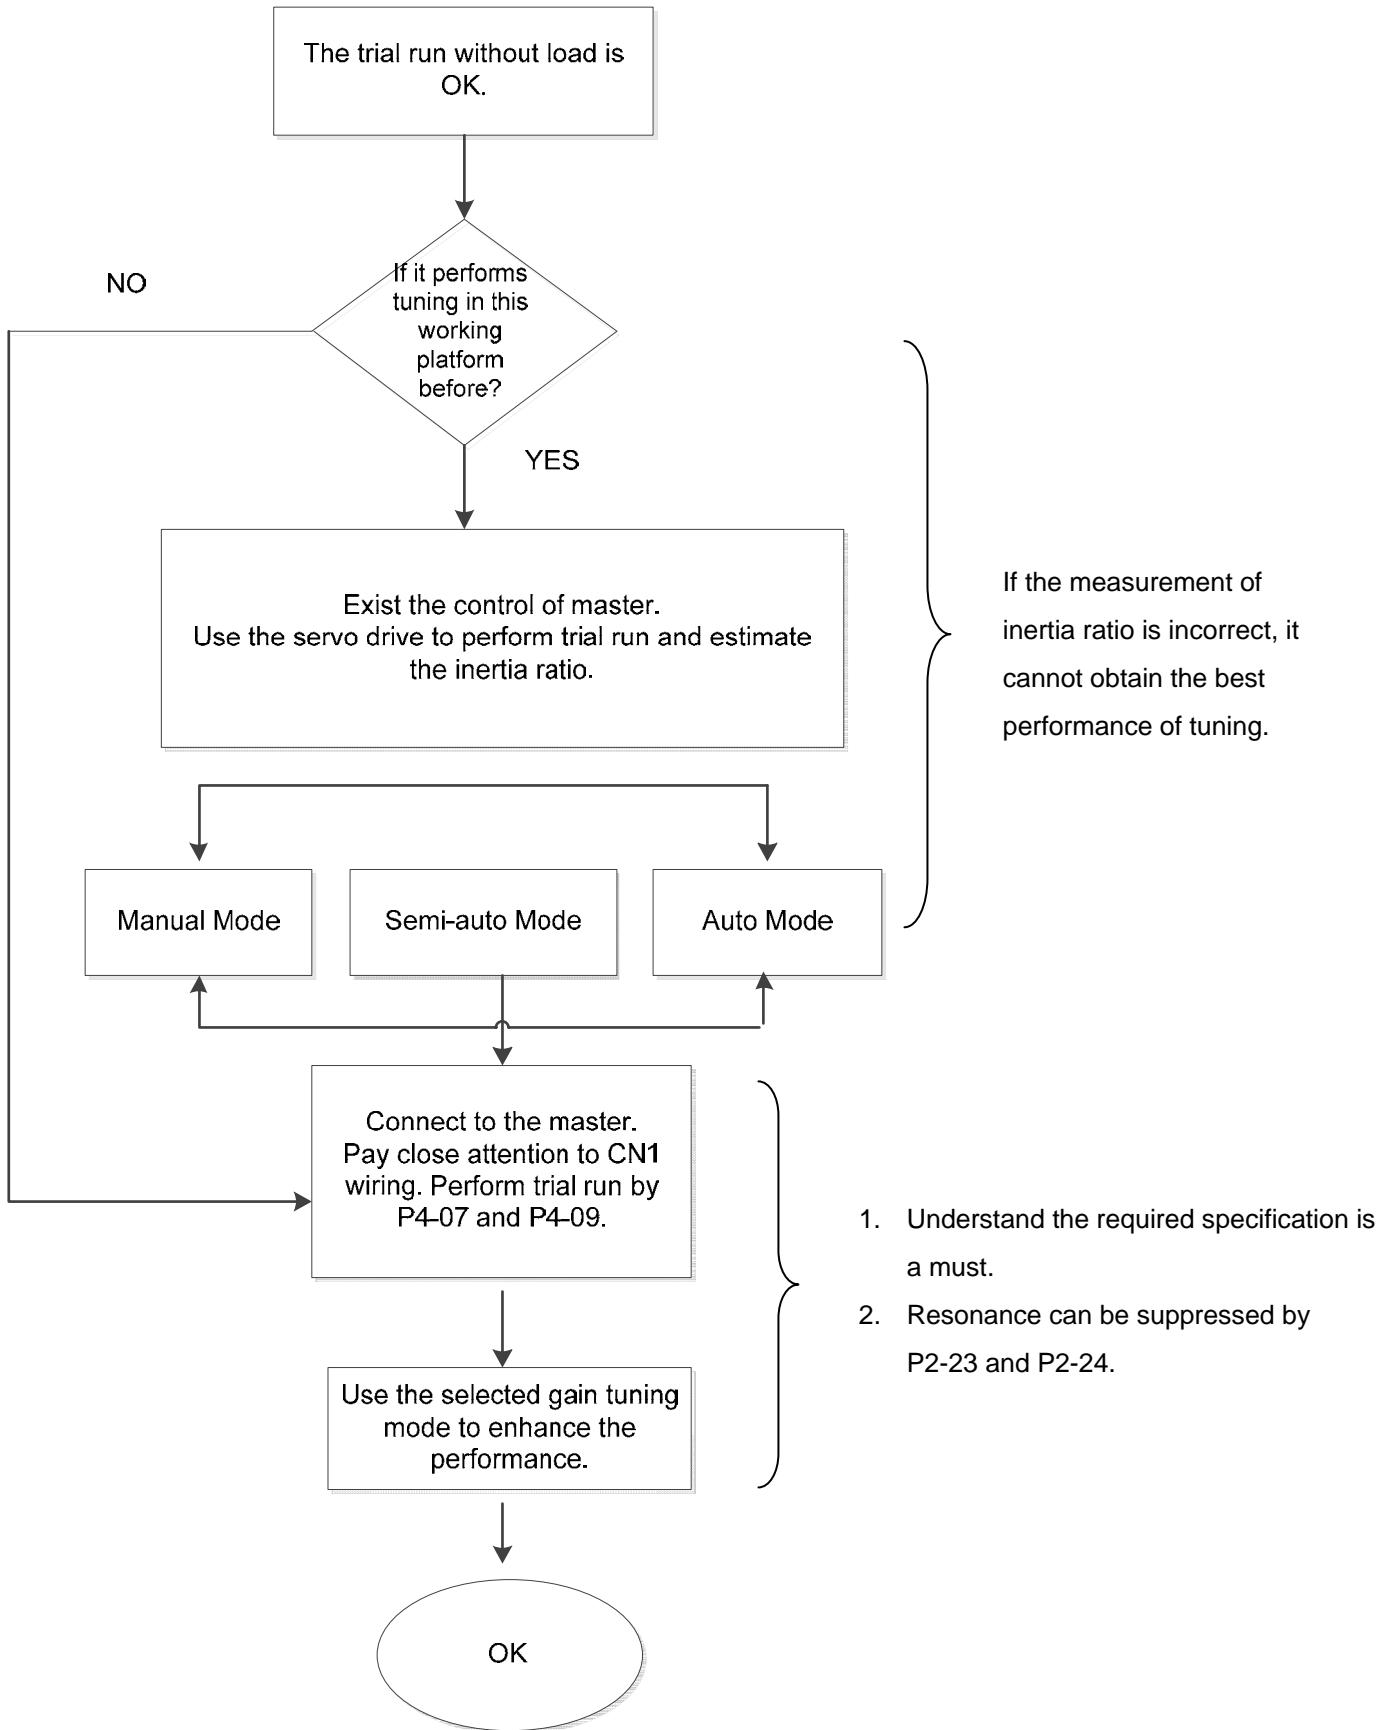 The trial run without load is
OK.
NO
If it performs
tuning in this
working
platform
before?
YES
Exist the control of master.
Use the servo drive to perform trial run and estimate
the inertia ratio.
If the measurement of
inertia ratio is incorrect, it
cannot obtain the best
performance of tuning.
Manual Mode
Semi-auto Mode
Auto Mode
Connect to the master.
Pay close attention to CN1
wiring. Perform trial run by
P4-07 and P4-09.
1. Understand the required specification is
a must.
2. Resonance can be suppressed by
P2-23 and P2-24.
Use the selected gain tuning
mode to enhance the
performance.
OK